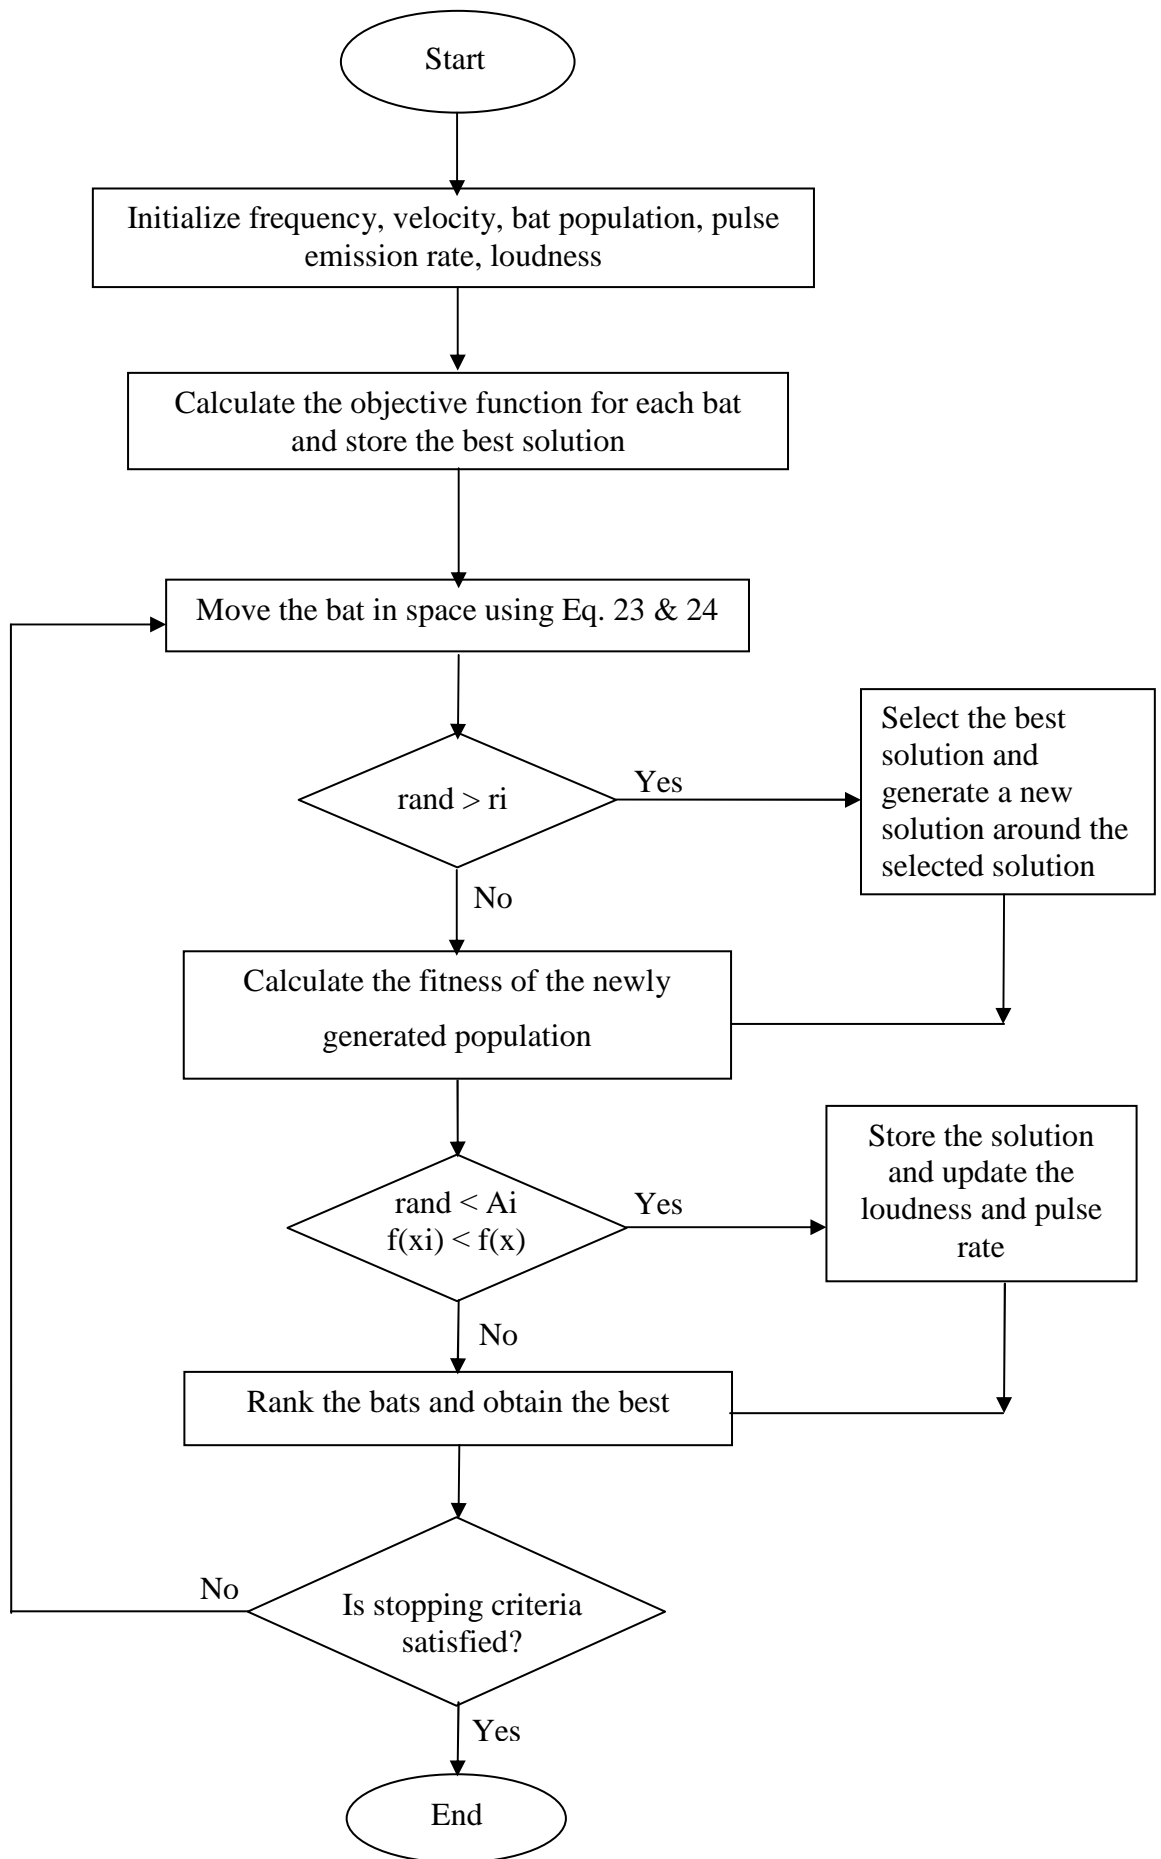 Start
Initialize frequency, velocity, bat population, pulse
emission rate, loudness
Calculate the objective function for each bat
and store the best solution
Move the bat in space using Eq. 23 & 24
rand > ri
Yes
Select the best
solution and
generate a new
solution around the
selected solution
No
Calculate the fitness of the newly
generated population
rand < Ai
f(xi) < f(x)
Yes
Store the solution
and update the
loudness and pulse
rate
No
Rank the bats and obtain the best
No
Is stopping criteria
satisfied?
Yes
End